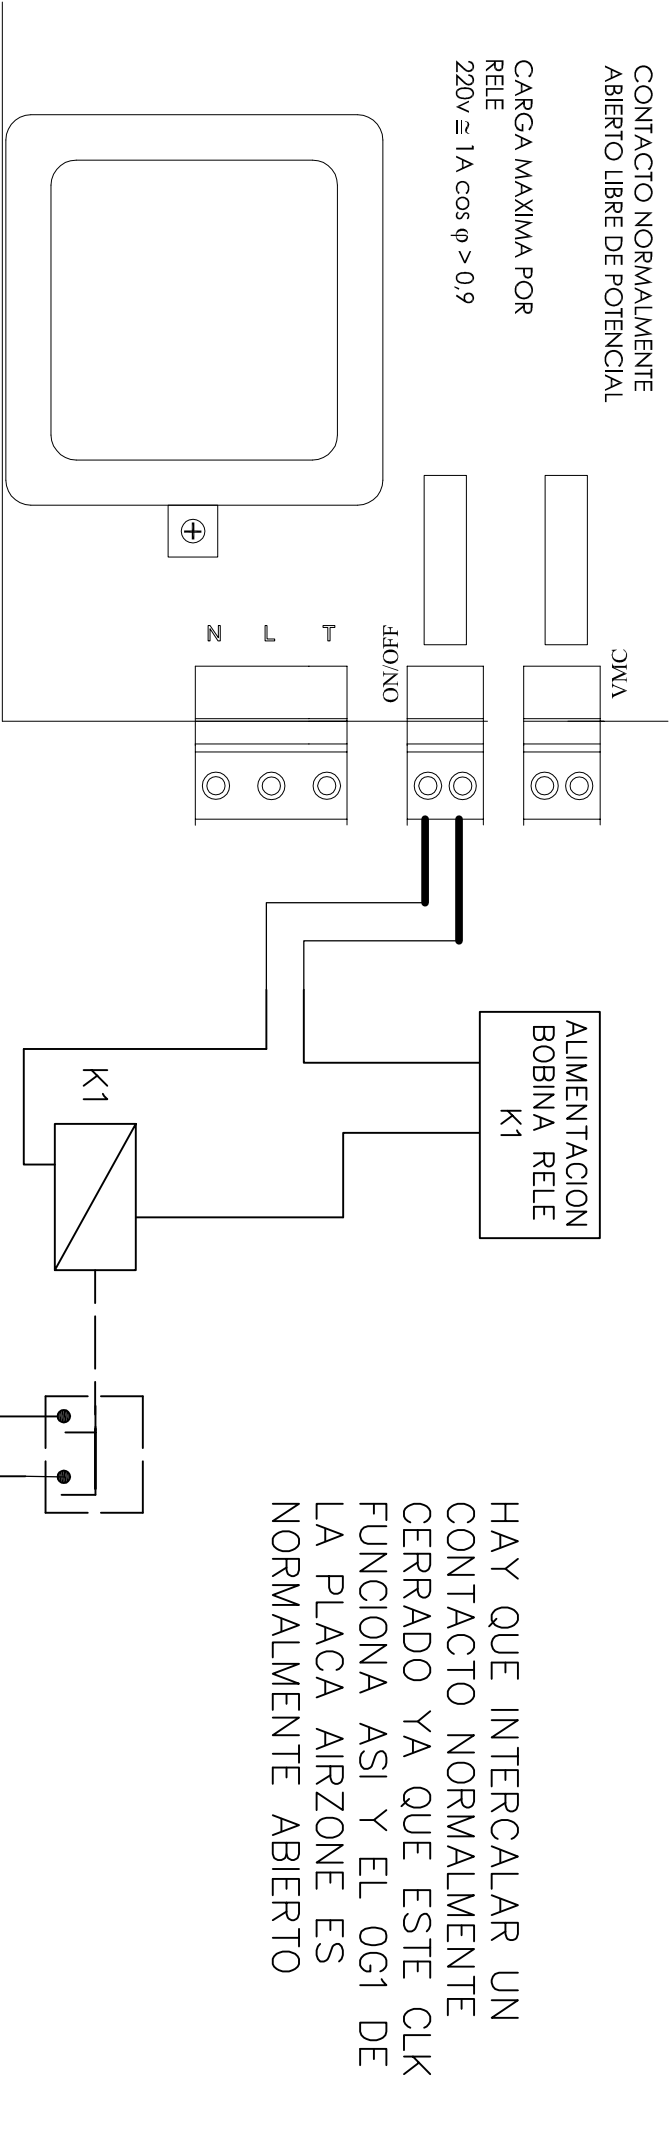 CONTACTO NORMALMENTE
ABIERTO LIBRE DE POTENCIAL
CARGA MAXIMA POR
RELE
220v ≅ 1A cos φ > 0,9
VMC
ON/OFF
T
L
N
ALIMENTACION
BOBINA RELE
K1
K1
HAY QUE INTERCALAR UN
CONTACTO NORMALMENTE
CERRADO YA QUE ESTE CLK
FUNCIONA ASI Y EL 0G1 DE
LA PLACA AIRZONE ES
NORMALMENTE ABIERTO